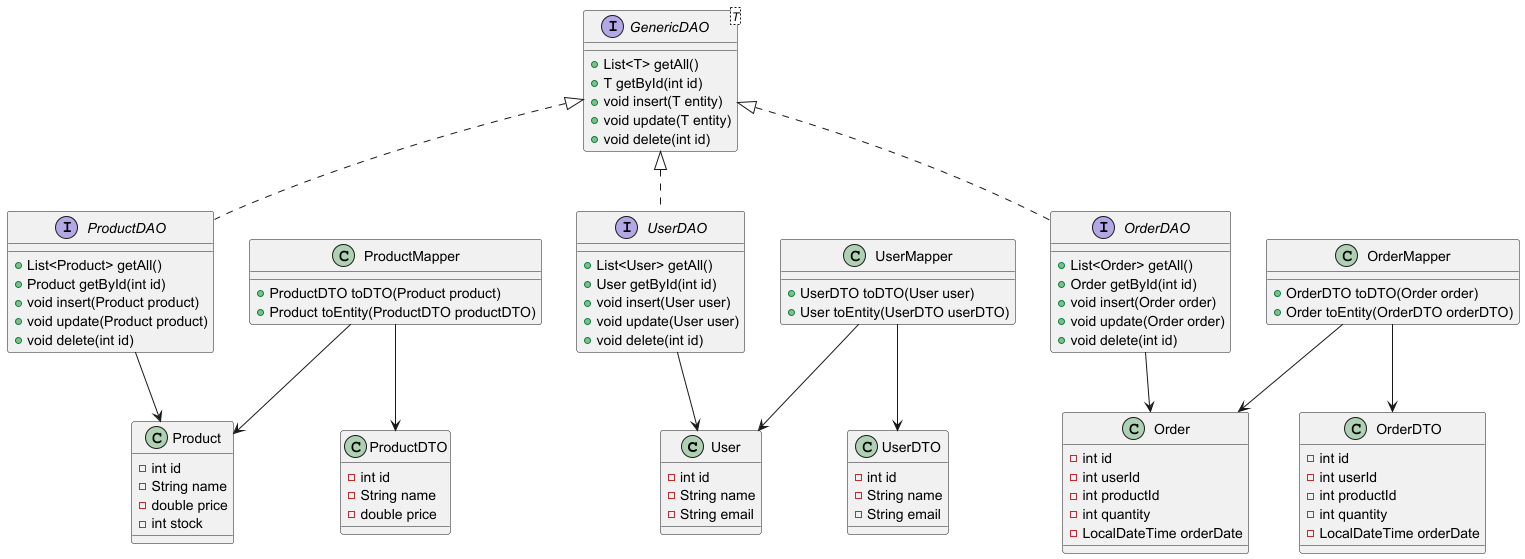 I GenericDAO
T
List<T> getAll()
T getById(int id)
void insert(T entity)
void update(T entity)
void delete(int id)
I ProductDAO
List<Product> getAll()
Product getById(int id)
void insert(Product product)
void update(Product product)
void delete(int id)
C ProductMapper
ProductDTO toDTO(Product product)
Product toEntity(ProductDTO productDTO)
I UserDAO
List<User> getAll()
User getById(int id)
void insert(User user)
void update(User user)
void delete(int id)
C UserMapper
UserDTO toDTO(User user)
User toEntity(UserDTO userDTO)
I OrderDAO
List<Order> getAll()
Order getById(int id)
void insert(Order order)
void update(Order order)
void delete(int id)
C OrderMapper
OrderDTO toDTO(Order order)
Order toEntity(OrderDTO orderDTO)
C Product
int id
String name
double price
int stock
C ProductDTO
int id
String name
double price
C User
int id
String name
String email
C UserDTO
int id
String name
String email
C Order
int id
int userId
int productId
int quantity
LocalDateTime orderDate
C OrderDTO
int id
int userId
int productId
int quantity
LocalDateTime orderDate